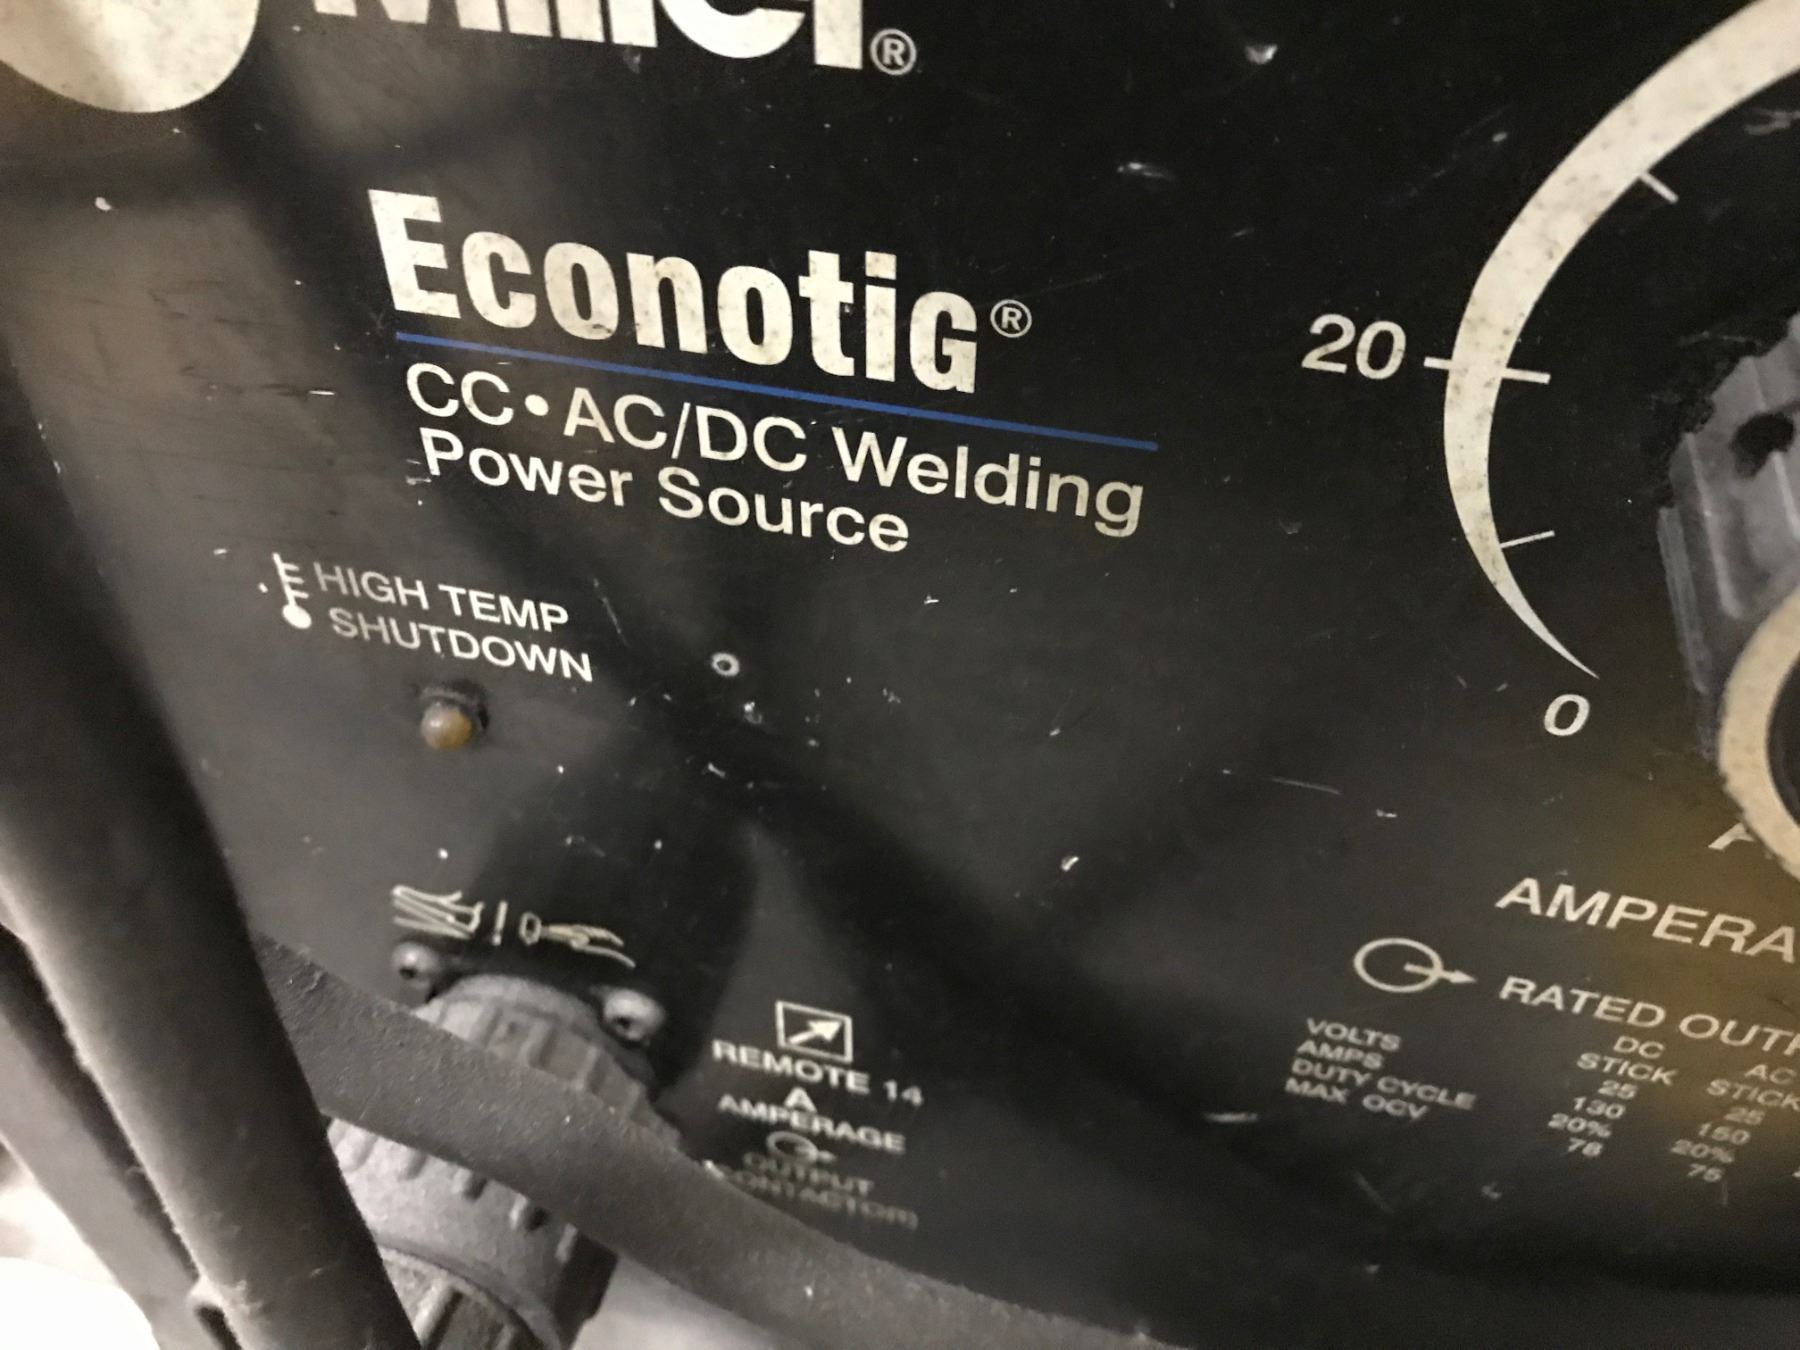 Miller®
EconotiG®
CC•AC/DC Welding
Power Source
20
HIGH TEMP
SHUTDOWN
0
AMPERA
RATED OUTP
VOLTS
AMPS
DUTY CYCLE
MAX OCV
DC
STICK
25
130
20%
78
AC
STICK
25
150
20%
75
REMOTE 14
A
AMPERAGE
OUTPUT
CONTACTOR)